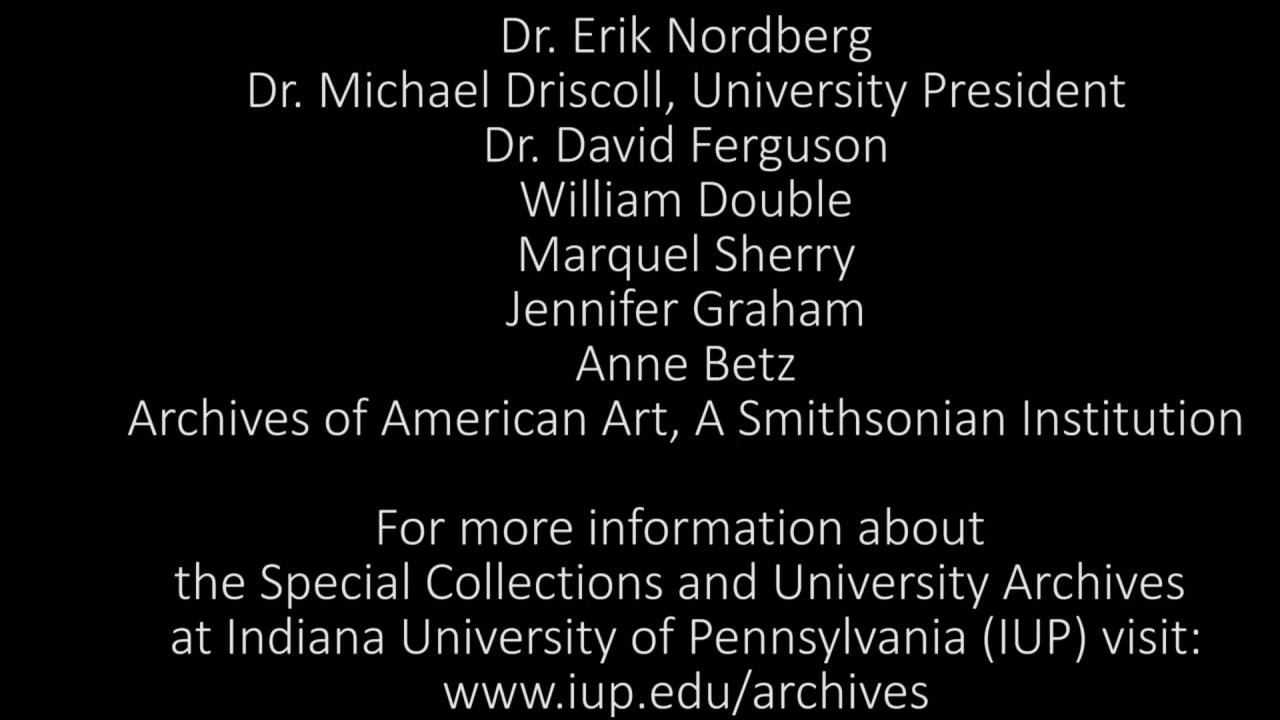 Dr. Erik Nordberg
Dr. Michael Driscoll, University President
Dr. David Ferguson
William Double
Marquel Sherry
Jennifer Graham
Anne Betz
Archives of American Art, A Smithsonian Institution
For more information about
the Special Collections and University Archives
at Indiana University of Pennsylvania (IUP) visit:
www.iup.edu/archives